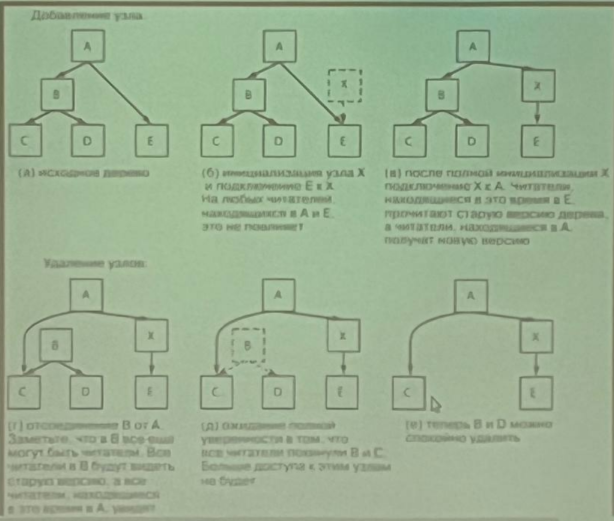 Добавление узла:
A
A
A
X
X
B
B
B
C
D
E
C
D
E
C
D
E
(а) исходное дерево
(б) инициализация узла X
и подключение E к X.
На любых читателей,
находящихся в A и E,
это не повлияет
(в) после полной инициализации X
подключение X к A. Читатели,
находящиеся в это время в E,
прочитают старую версию дерева,
а читатели, находящиеся в A,
получат новую версию
Удаление узлов:
A
A
A
B
X
B
X
X
C
D
E
C
D
E
C
E
(г) отсоединение B от A.
Заметьте, что в B все еще
могут быть читатели. Все
читатели в B будут видеть
старую версию, а все
читатели, находящиеся
в это время в A, увидят
(д) ожидание полной
уверенности в том, что
все читатели покинули B и C.
Больше доступа к этим узлам
не будет
(е) теперь B и D можно
спокойно удалить